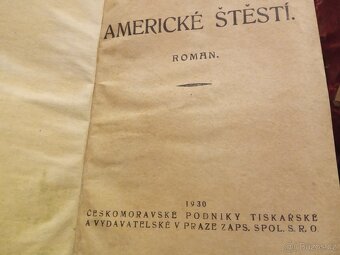 AMERICKÉ ŠTĚSTÍ.
ROMAN.
1930
ČESKOMORAVSKÉ PODNIKY TISKAŘSKÉ
A VYDAVATELSKÉ V PRAZE ZAPS. SPOL. S R. O.